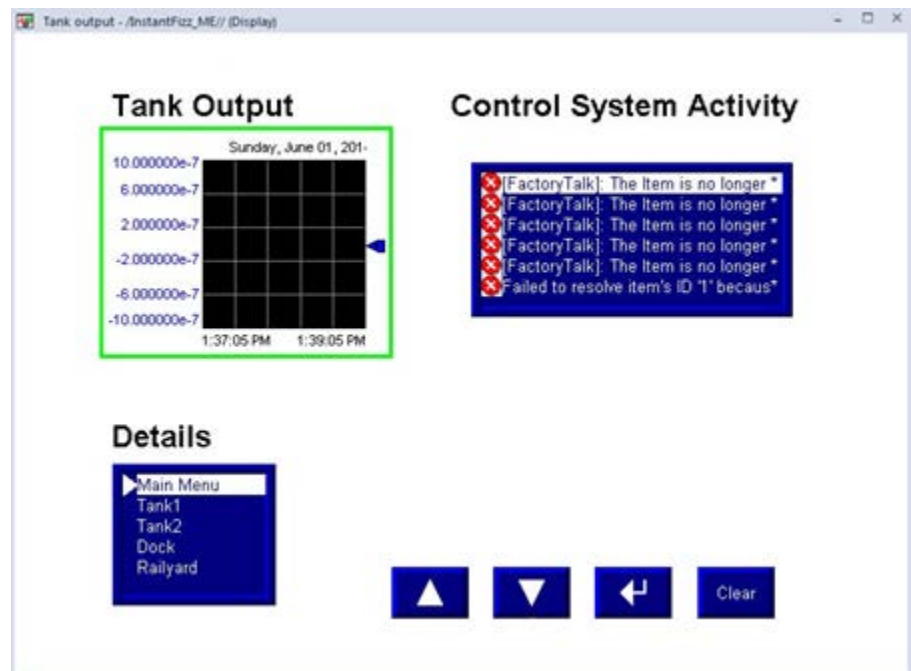 Tank output - /InstantFizz_ME// (Display)
Tank Output
Control System Activity
Sunday, June 01, 201-
10.000000e-7
6.000000e-7
2.000000e-7
-2.000000e-7
-6.000000e-7
-10.000000e-7
1:37:05 PM 1:39:05 PM
[FactoryTalk]: The Item is no longer *
[FactoryTalk]: The Item is no longer *
[FactoryTalk]: The Item is no longer *
[FactoryTalk]: The Item is no longer *
[FactoryTalk]: The Item is no longer *
Failed to resolve item's ID '1' becaus*
Details
Main Menu
Tank1
Tank2
Dock
Railyard
Clear